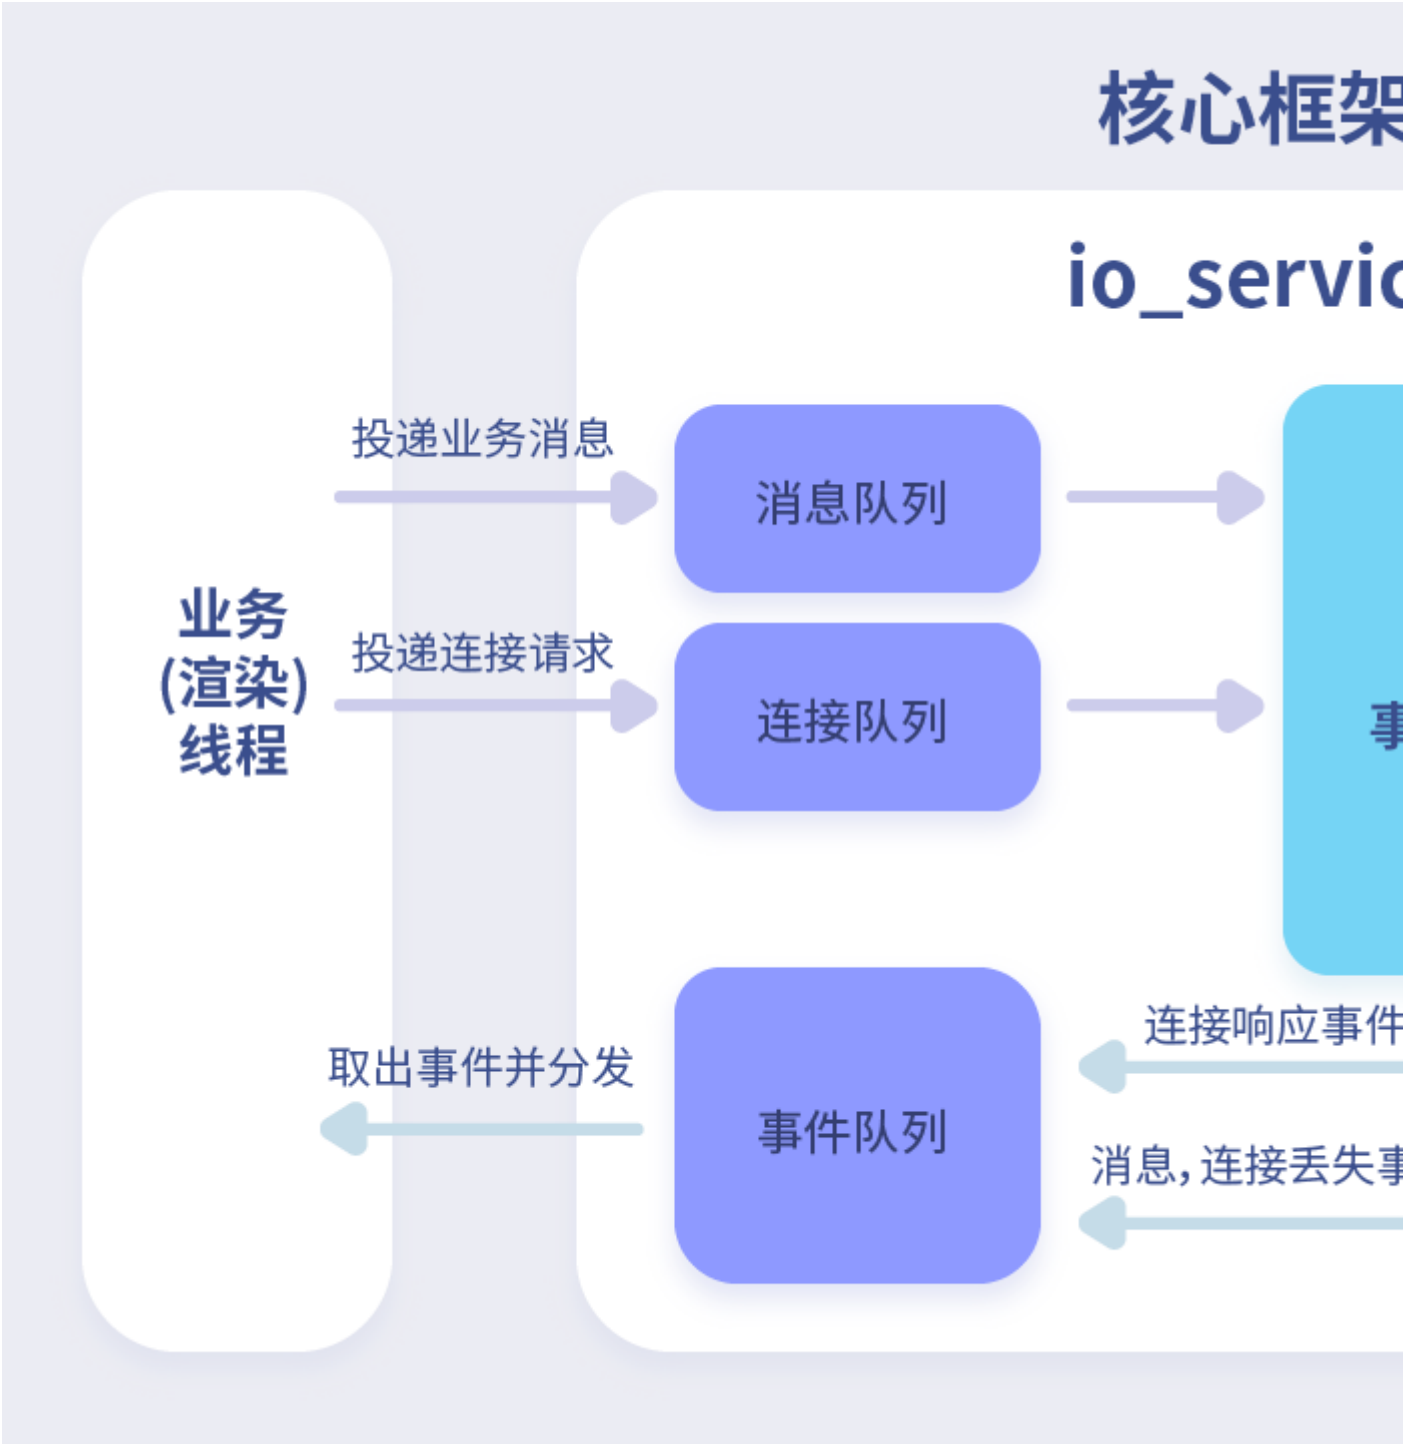 核心框架
io_servic
投递业务消息
消息队列
业务
(渲染)
线程
投递连接请求
连接队列
事
连接响应事件
取出事件并分发
事件队列
消息，连接丢失事